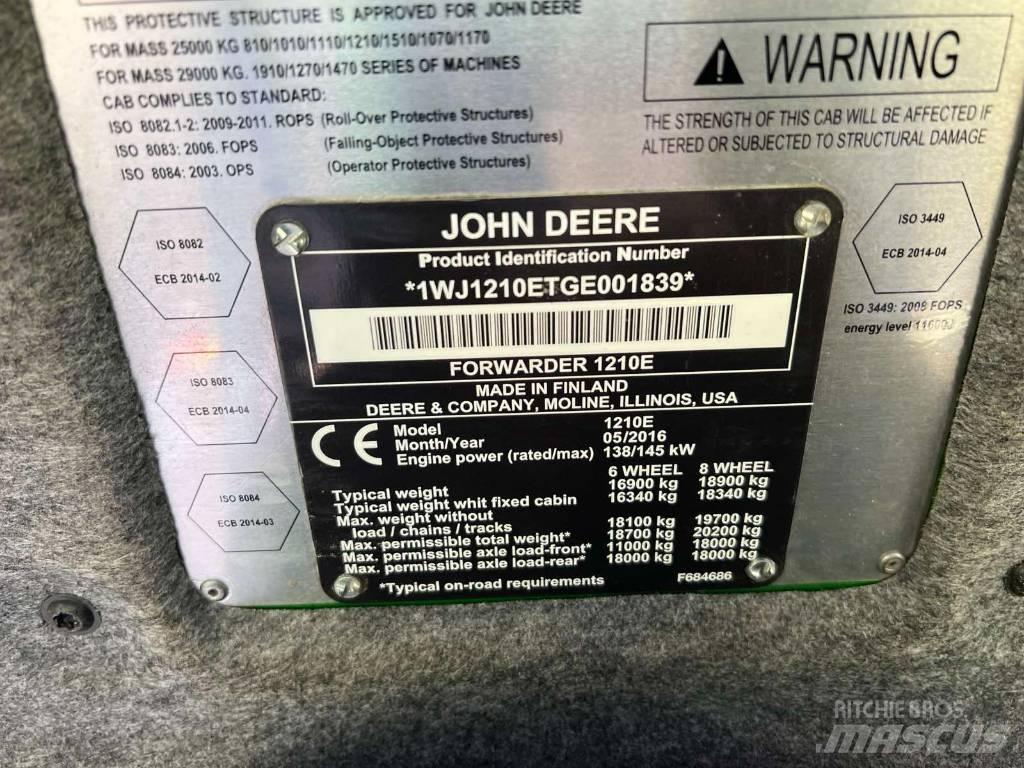 THIS PROTECTIVE STRUCTURE IS APPROVED FOR JOHN DEERE
FOR MASS 25000 KG 810/1010/1110/1210/1510/1070/1170
FOR MASS 29000 KG. 1910/1270/1470 SERIES OF MACHINES
CAB COMPLIES TO STANDARD:
ISO 8082.1-2: 2009-2011. ROPS (Roll-Over Protective Structures)
ISO 8083: 2006. FOPS (Falling-Object Protective Structures)
ISO 8084: 2003. OPS (Operator Protective Structures)
WARNING
THE STRENGTH OF THIS CAB WILL BE AFFECTED IF
ALTERED OR SUBJECTED TO STRUCTURAL DAMAGE
ISO 8082
ECB 2014-02
ISO 8083
ECB 2014-04
ISO 8084
ECB 2014-03
ISO 3449
ECB 2014-04
ISO 3449: 2008 FOPS
energy level 11600J
JOHN DEERE
Product Identification Number
*1WJ1210ETGE001839*
FORWARDER 1210E
MADE IN FINLAND
DEERE & COMPANY, MOLINE, ILLINOIS, USA
CE
Model 1210E
Month/Year 05/2016
Engine power (rated/max) 138/145 kW
6 WHEEL 8 WHEEL
Typical weight 16900 kg 18900 kg
Typical weight whit fixed cabin 16340 kg 18340 kg
Max. weight without
load / chains / tracks 18100 kg 19700 kg
Max. permissible total weight* 18700 kg 20200 kg
Max. permissible axle load-front* 11000 kg 18000 kg
Max. permissible axle load-rear* 18000 kg 18000 kg
*Typical on-road requirements F684686
RITCHIE BROS.
MASCUS